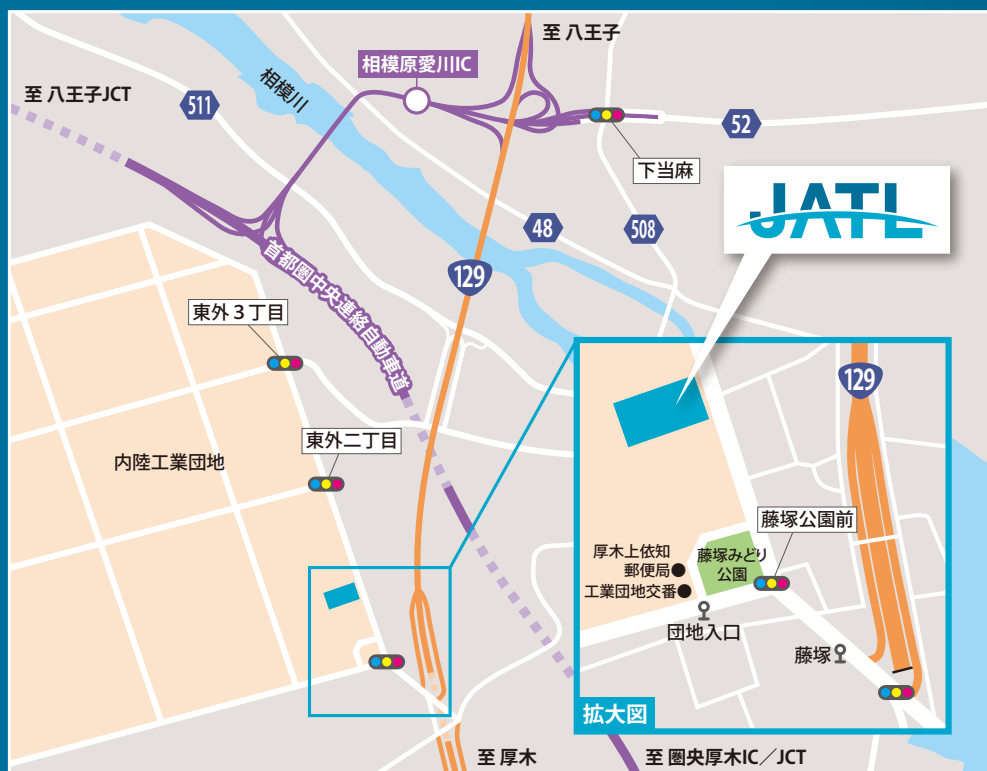 至 八王子
相模原愛川IC
相模川
至 八王子JCT
511
52
下当麻
JATL
48
508
129
首都圏中央連絡自動車道
東外３丁目
129
東外二丁目
内陸工業団地
藤塚公園前
厚木上依知
郵便局
藤塚みどり
公園
工業団地交番
団地入口
藤塚
拡大図
至 厚木
至 圏央厚木IC／JCT